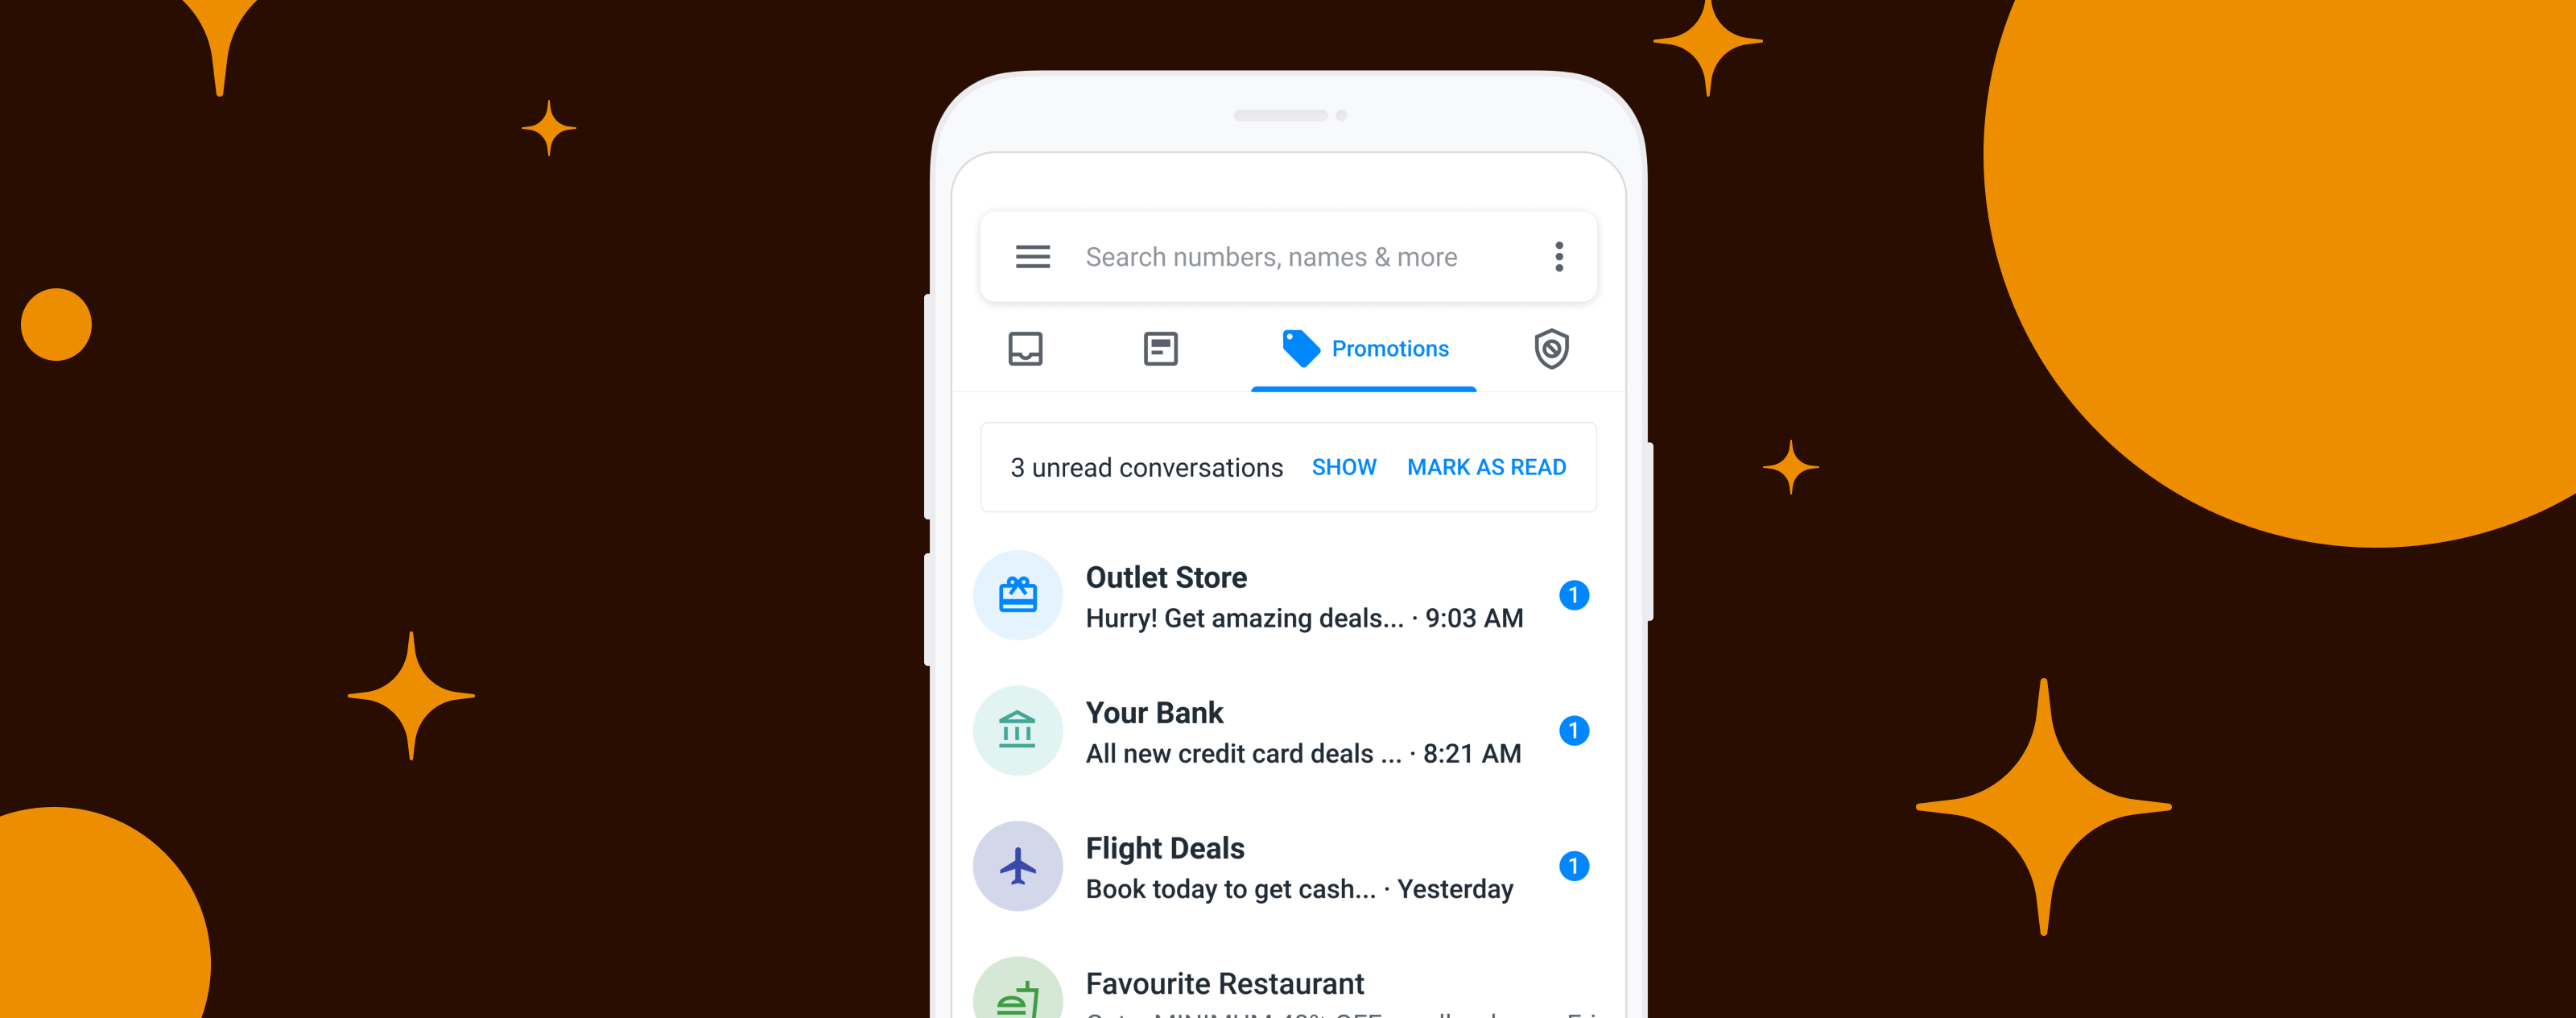 Search numbers, names & more
Promotions
3 unread conversations SHOW MARK AS READ
Outlet Store
Hurry! Get amazing deals... · 9:03 AM
1
Your Bank
All new credit card deals ... · 8:21 AM
1
Flight Deals
Book today to get cash... · Yesterday
1
Favourite Restaurant